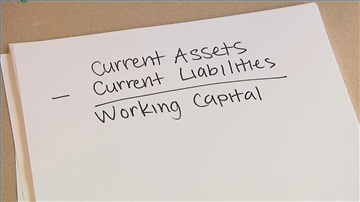 Current Assets
- Current Liabilities
Working Capital